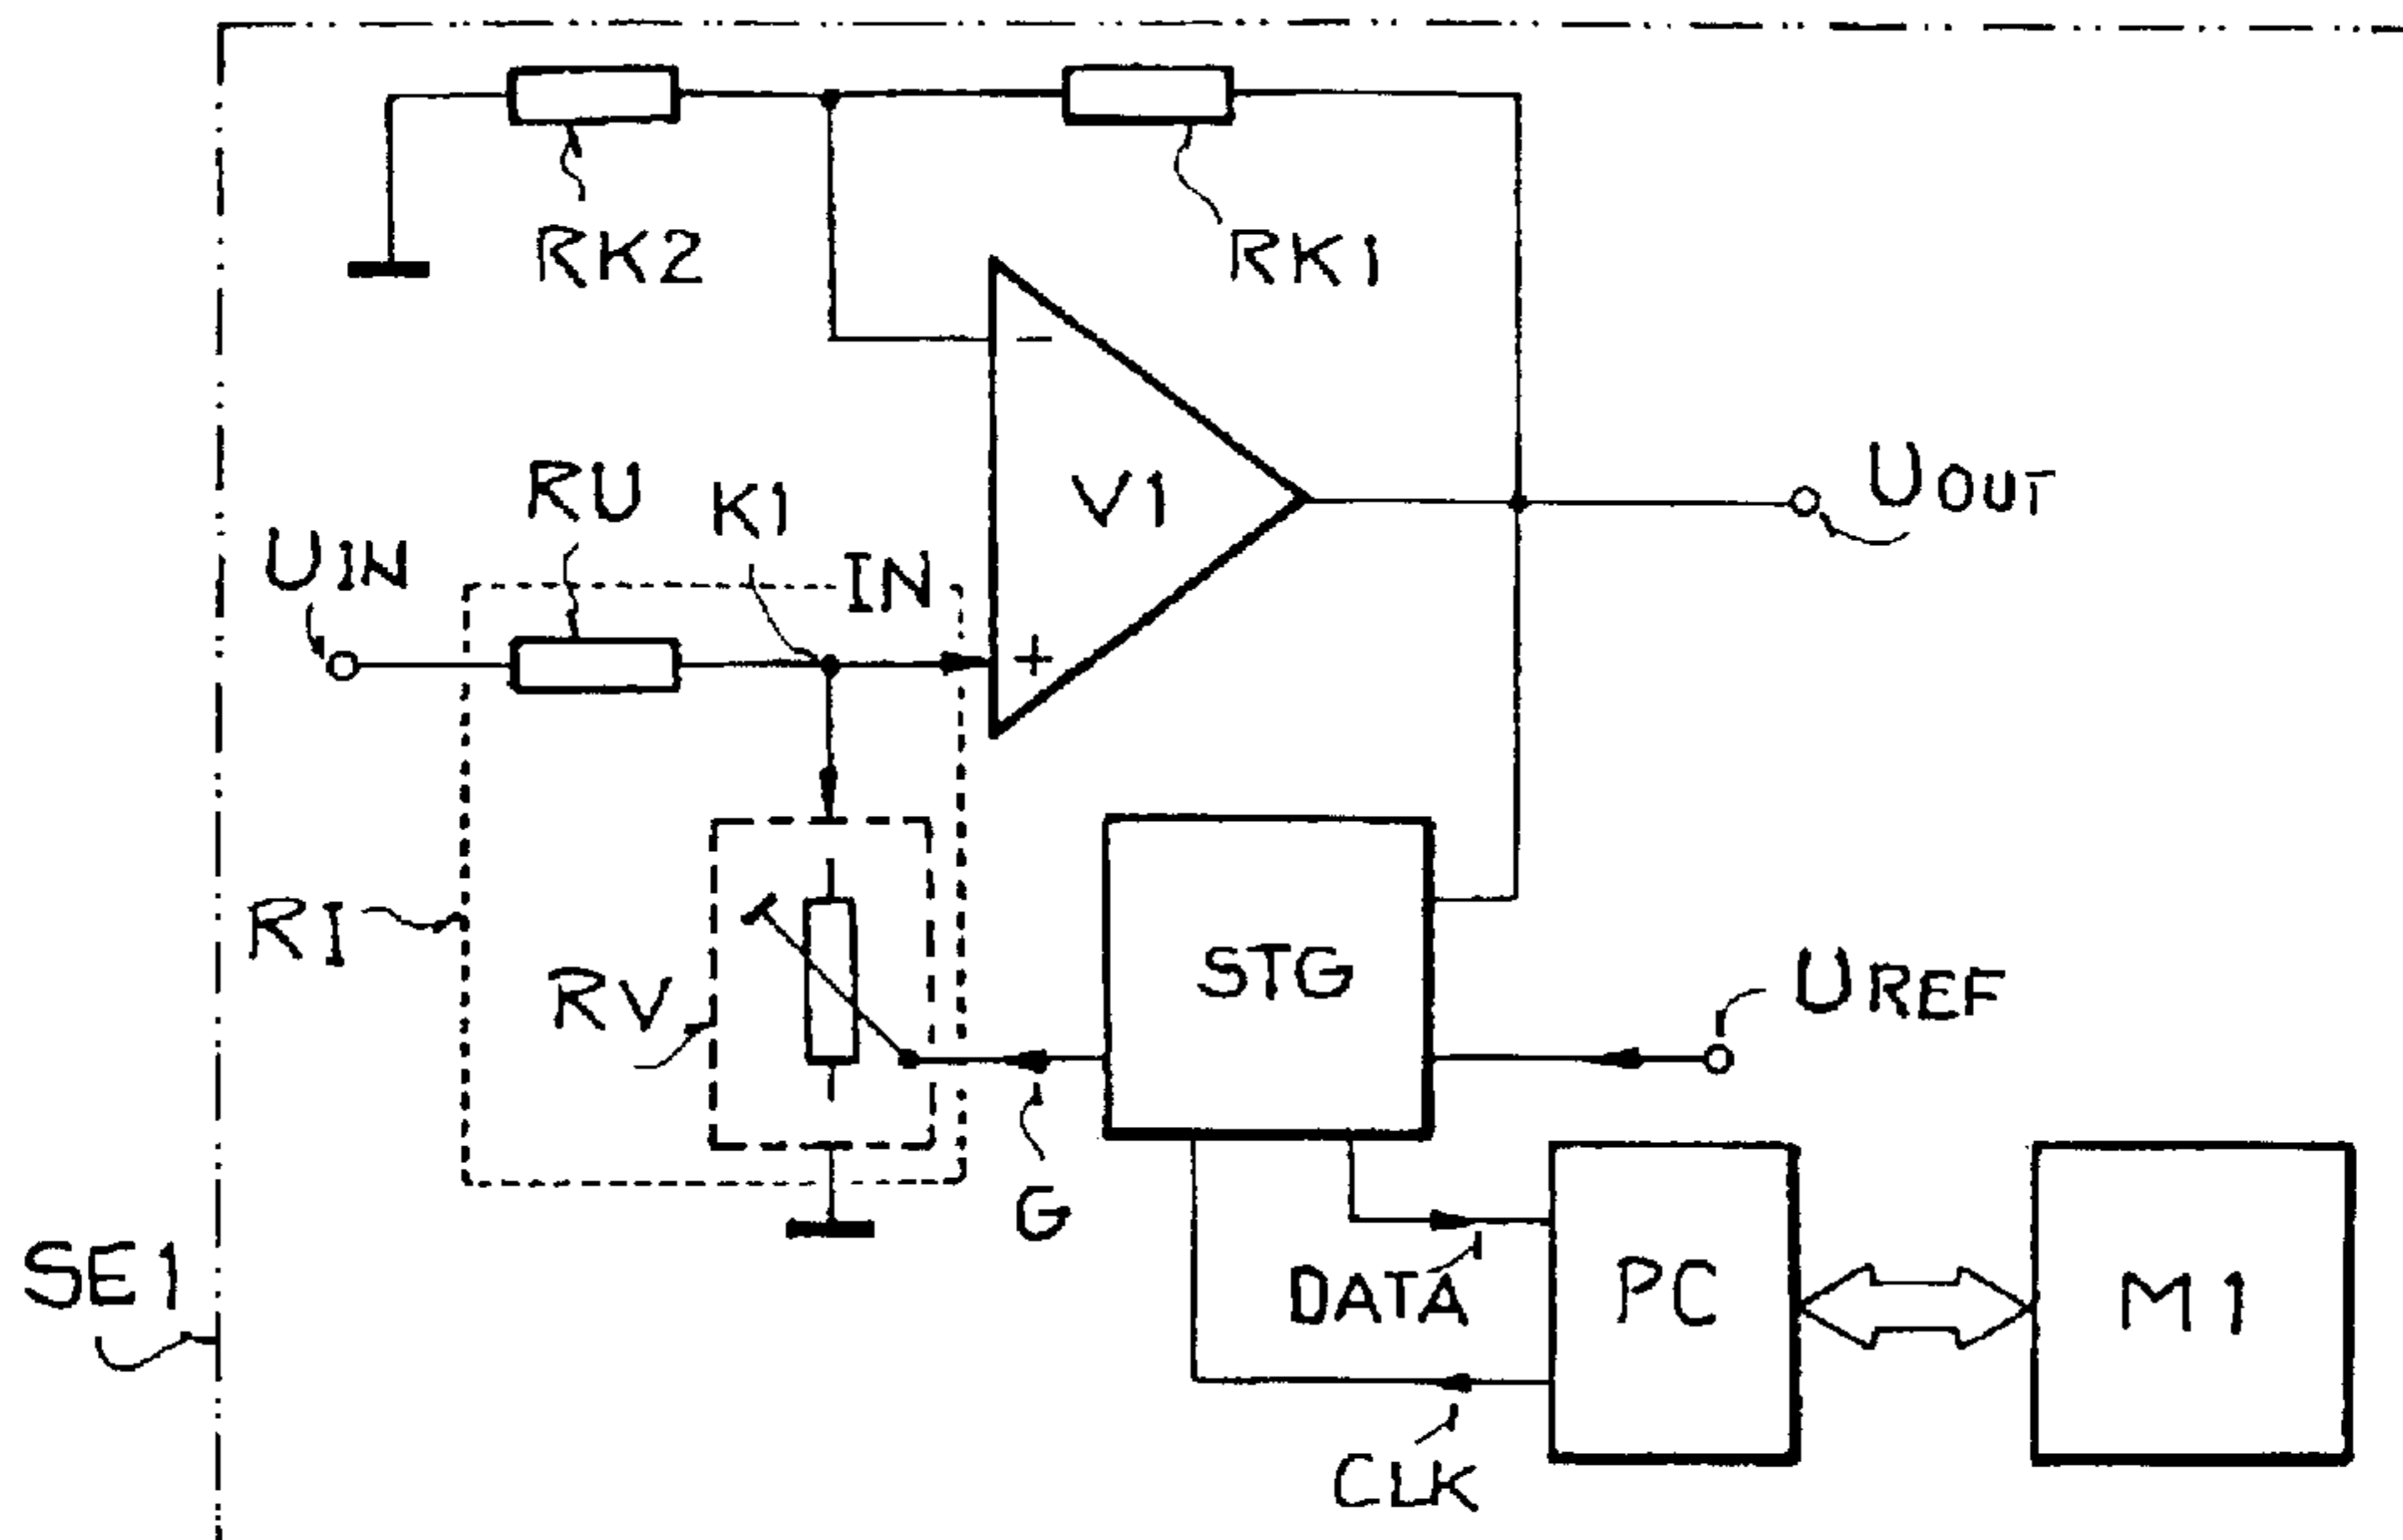 RK2
RK1
−
V1
UOUT
RU
K1
IN
UIN
+
RI
RV
STG
UREF
G
SE1
DATA
PC
M1
CLK